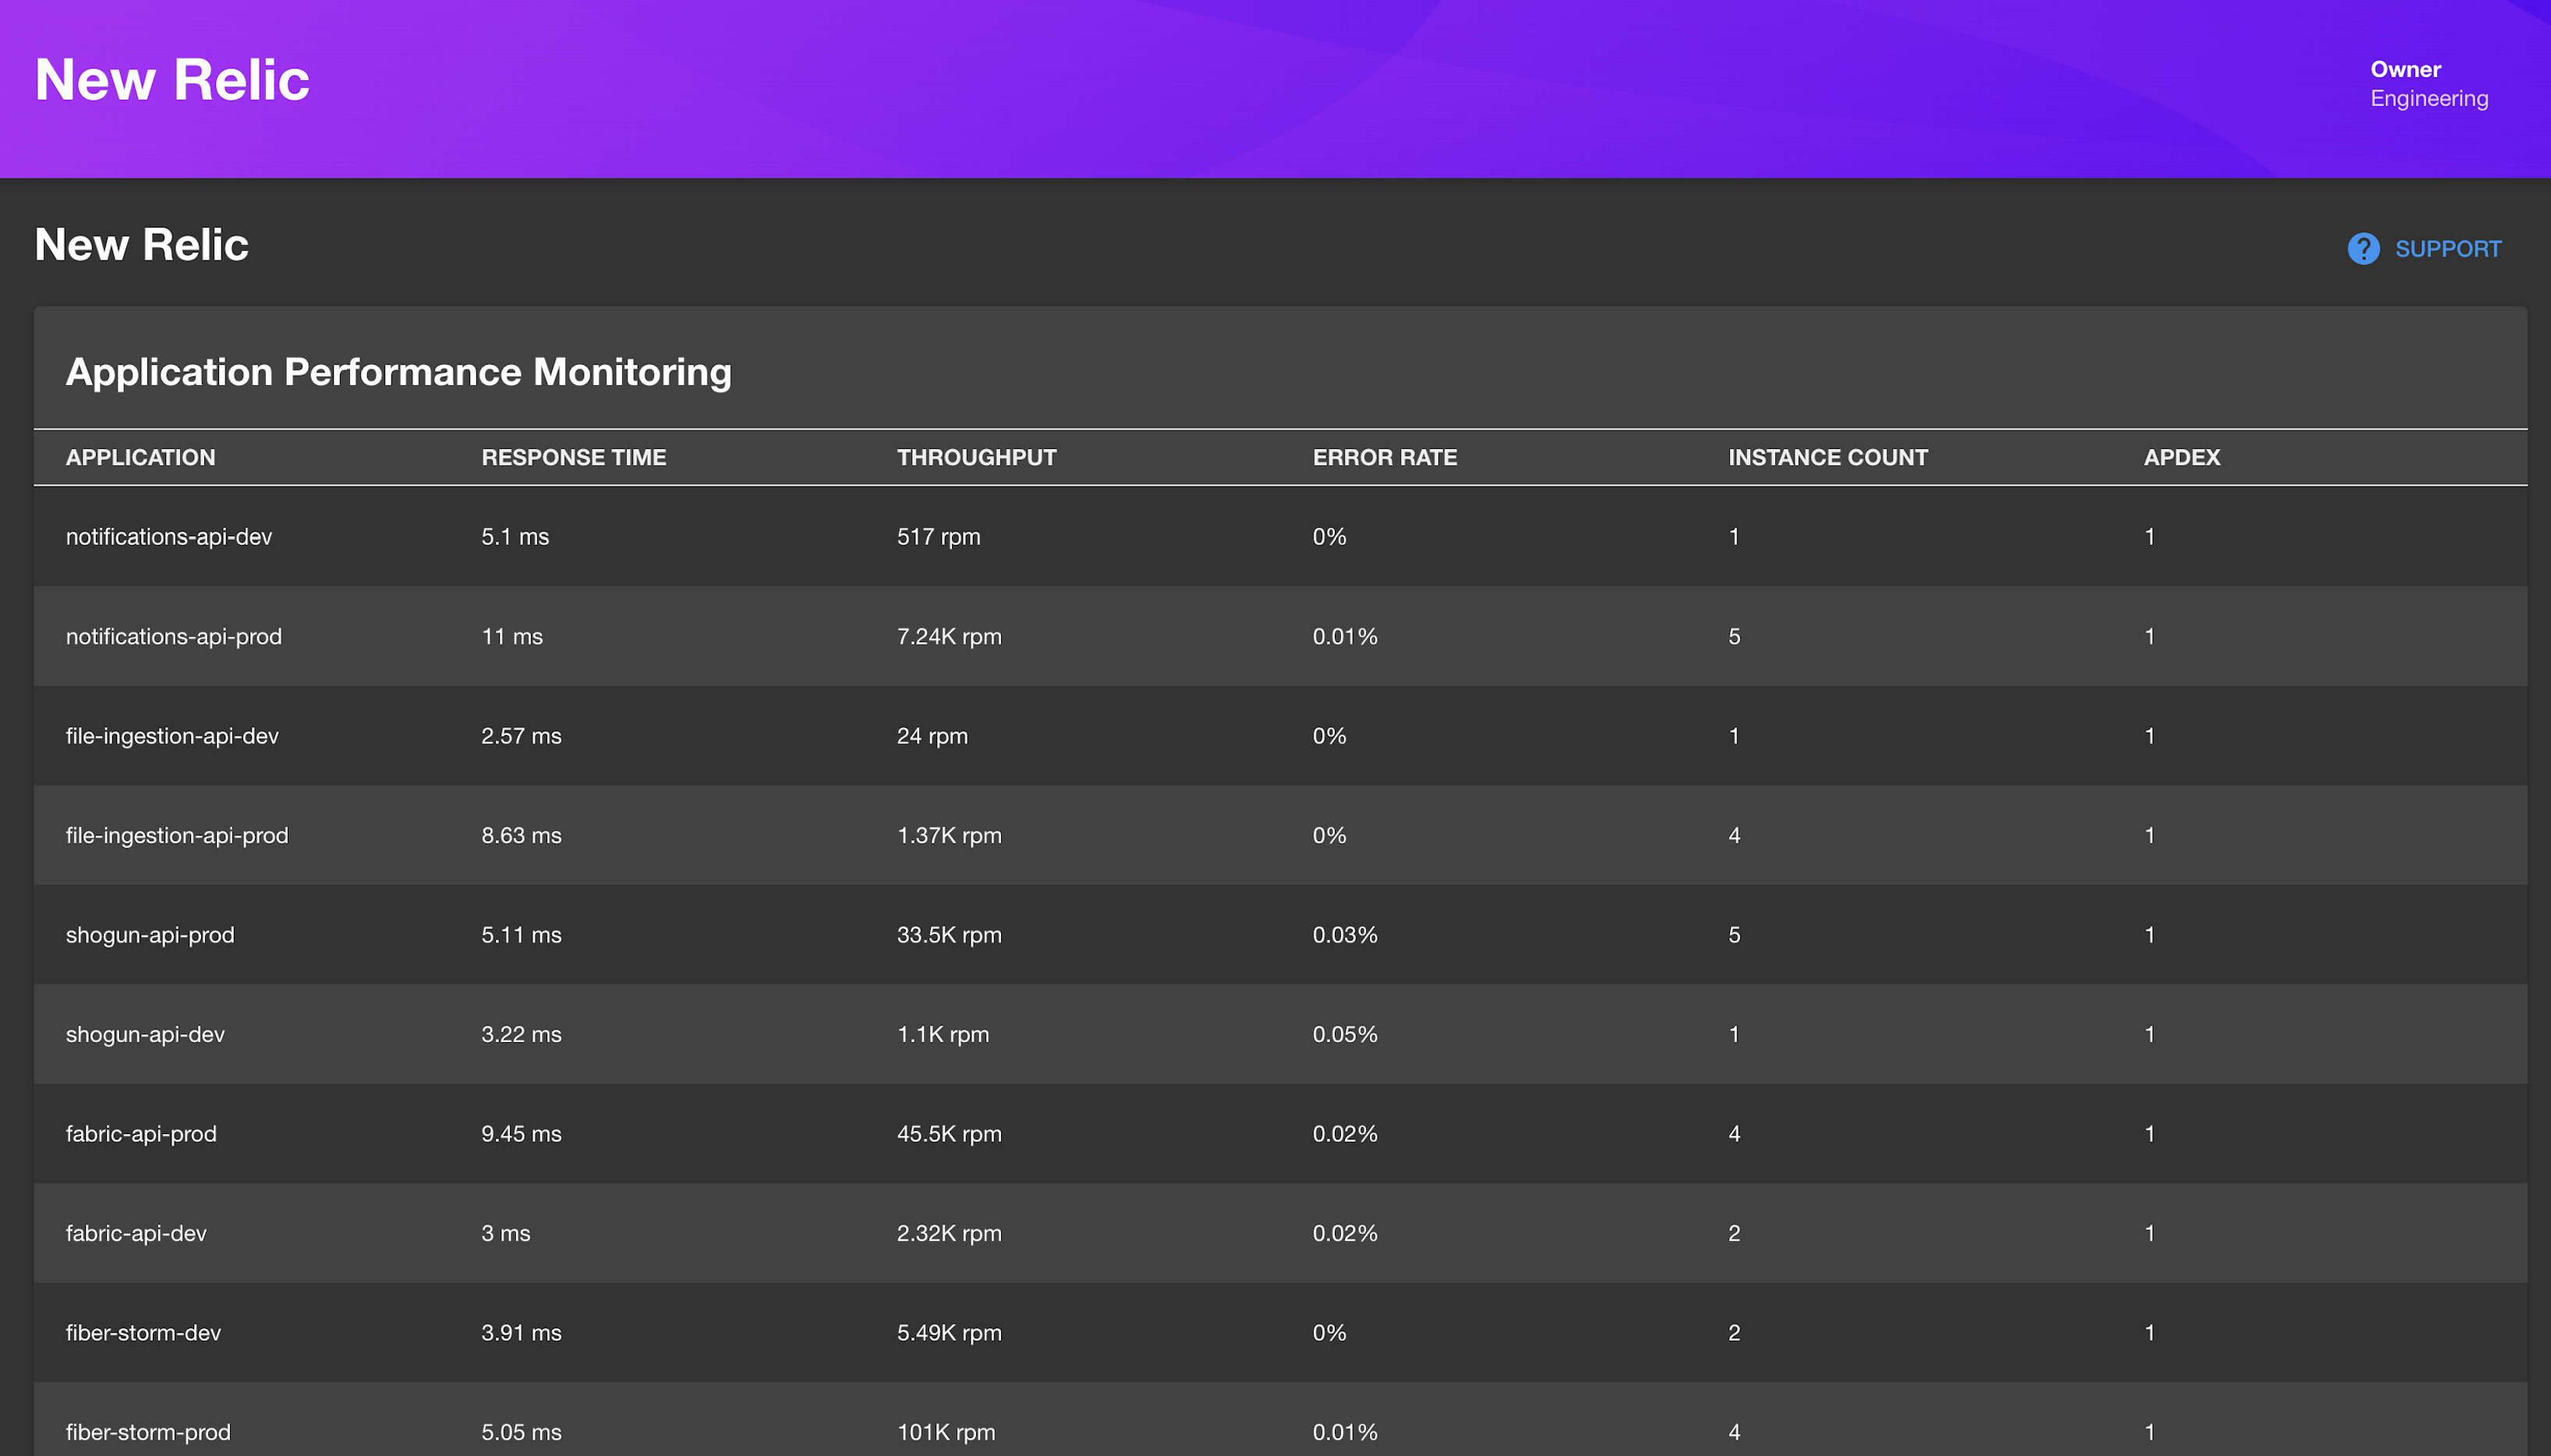 New Relic
Owner
Engineering
New Relic
? SUPPORT
Application Performance Monitoring
APPLICATION RESPONSE TIME THROUGHPUT ERROR RATE INSTANCE COUNT APDEX
notifications-api-dev 5.1 ms 517 rpm 0% 1 1
notifications-api-prod 11 ms 7.24K rpm 0.01% 5 1
file-ingestion-api-dev 2.57 ms 24 rpm 0% 1 1
file-ingestion-api-prod 8.63 ms 1.37K rpm 0% 4 1
shogun-api-prod 5.11 ms 33.5K rpm 0.03% 5 1
shogun-api-dev 3.22 ms 1.1K rpm 0.05% 1 1
fabric-api-prod 9.45 ms 45.5K rpm 0.02% 4 1
fabric-api-dev 3 ms 2.32K rpm 0.02% 2 1
fiber-storm-dev 3.91 ms 5.49K rpm 0% 2 1
fiber-storm-prod 5.05 ms 101K rpm 0.01% 4 1